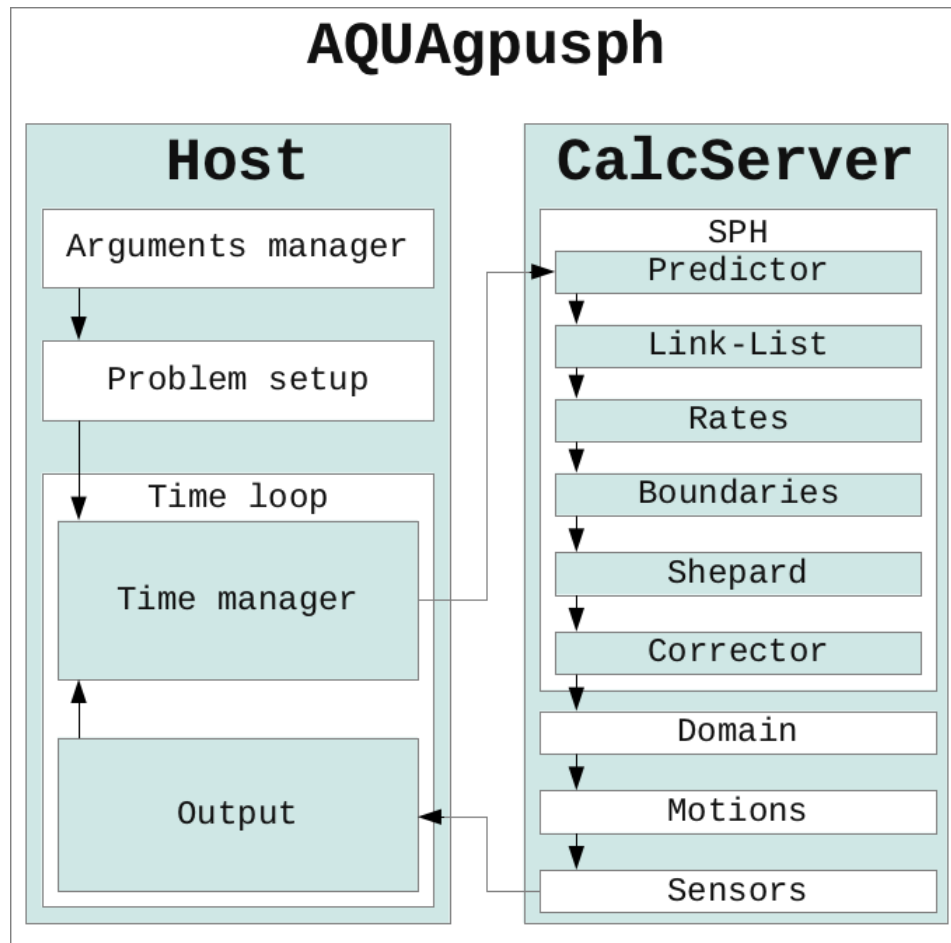 AQUAgpusph
Host
Arguments manager
Problem setup
Time loop
Time manager
Output
CalcServer
SPH
Predictor
Link-List
Rates
Boundaries
Shepard
Corrector
Domain
Motions
Sensors